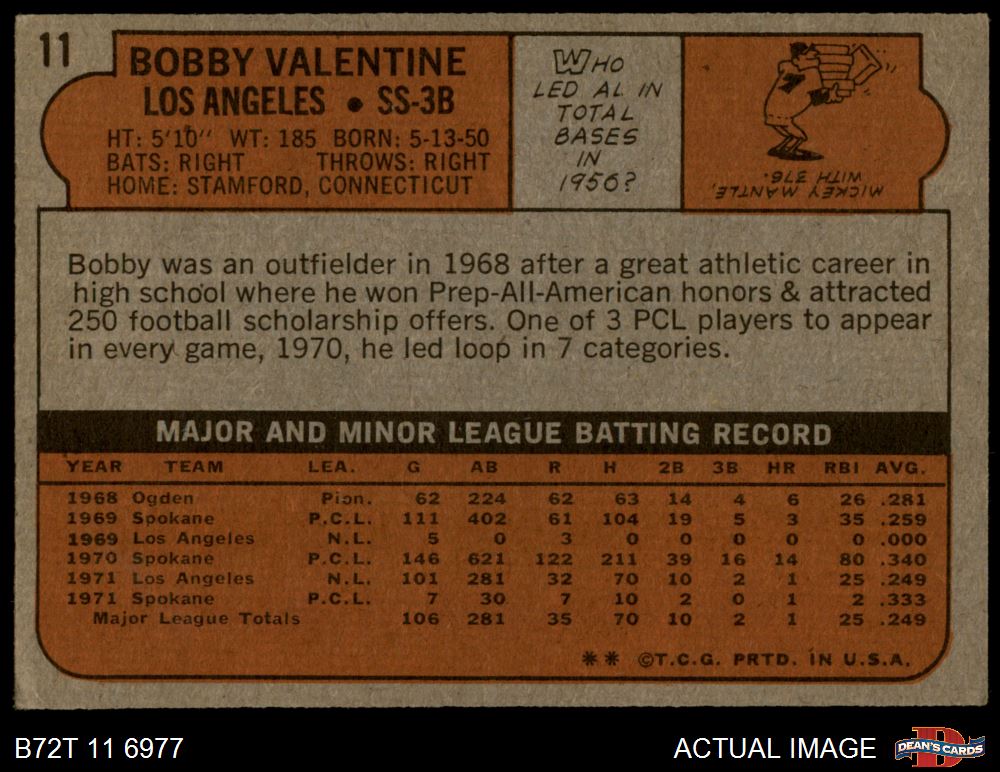 11
BOBBY VALENTINE
LOS ANGELES • SS-3B
HT: 5'10" WT: 185 BORN: 5-13-50
BATS: RIGHT THROWS: RIGHT
HOME: STAMFORD, CONNECTICUT
WHO
LED AL IN
TOTAL
BASES
IN
1956?
MICKEY MANTLE,
WITH 376.
7
Bobby was an outfielder in 1968 after a great athletic career in
high school where he won Prep-All-American honors & attracted
250 football scholarship offers. One of 3 PCL players to appear
in every game, 1970, he led loop in 7 categories.
MAJOR AND MINOR LEAGUE BATTING RECORD
YEAR TEAM LEA. G AB R H 2B 3B HR RBI AVG.
1968 Ogden Pion. 62 224 62 63 14 4 6 26 .281
1969 Spokane P.C.L. 111 402 61 104 19 5 3 35 .259
1969 Los Angeles N.L. 5 0 3 0 0 0 0 0 .000
1970 Spokane P.C.L. 146 621 122 211 39 16 14 80 .340
1971 Los Angeles N.L. 101 281 32 70 10 2 1 25 .249
1971 Spokane P.C.L. 7 30 7 10 2 0 1 2 .333
Major League Totals 106 281 35 70 10 2 1 25 .249
** ©T.C.G. PRTD. IN U.S.A.
B72T 11 6977
ACTUAL IMAGE
D
DEAN'S CARDS